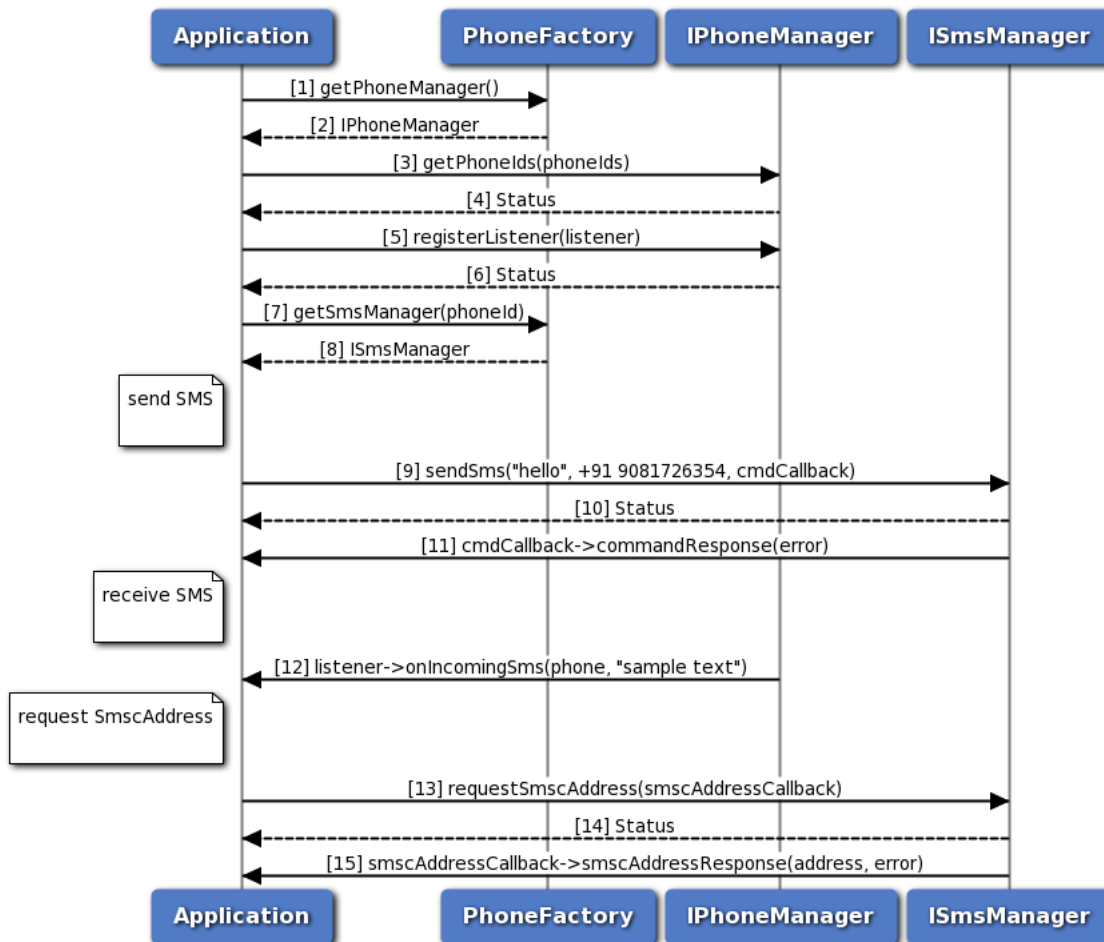 Application
PhoneFactory
IPhoneManager
ISmsManager
[1] getPhoneManager()
[2] IPhoneManager
[3] getPhoneIds(phoneIds)
[4] Status
[5] registerListener(listener)
[6] Status
[7] getSmsManager(phoneId)
[8] ISmsManager
send SMS
[9] sendSms("hello", +91 9081726354, cmdCallback)
[10] Status
[11] cmdCallback->commandResponse(error)
receive SMS
[12] listener->onIncomingSms(phone, "sample text")
request SmscAddress
[13] requestSmscAddress(smscAddressCallback)
[14] Status
[15] smscAddressCallback->smscAddressResponse(address, error)
Application
PhoneFactory
IPhoneManager
ISmsManager